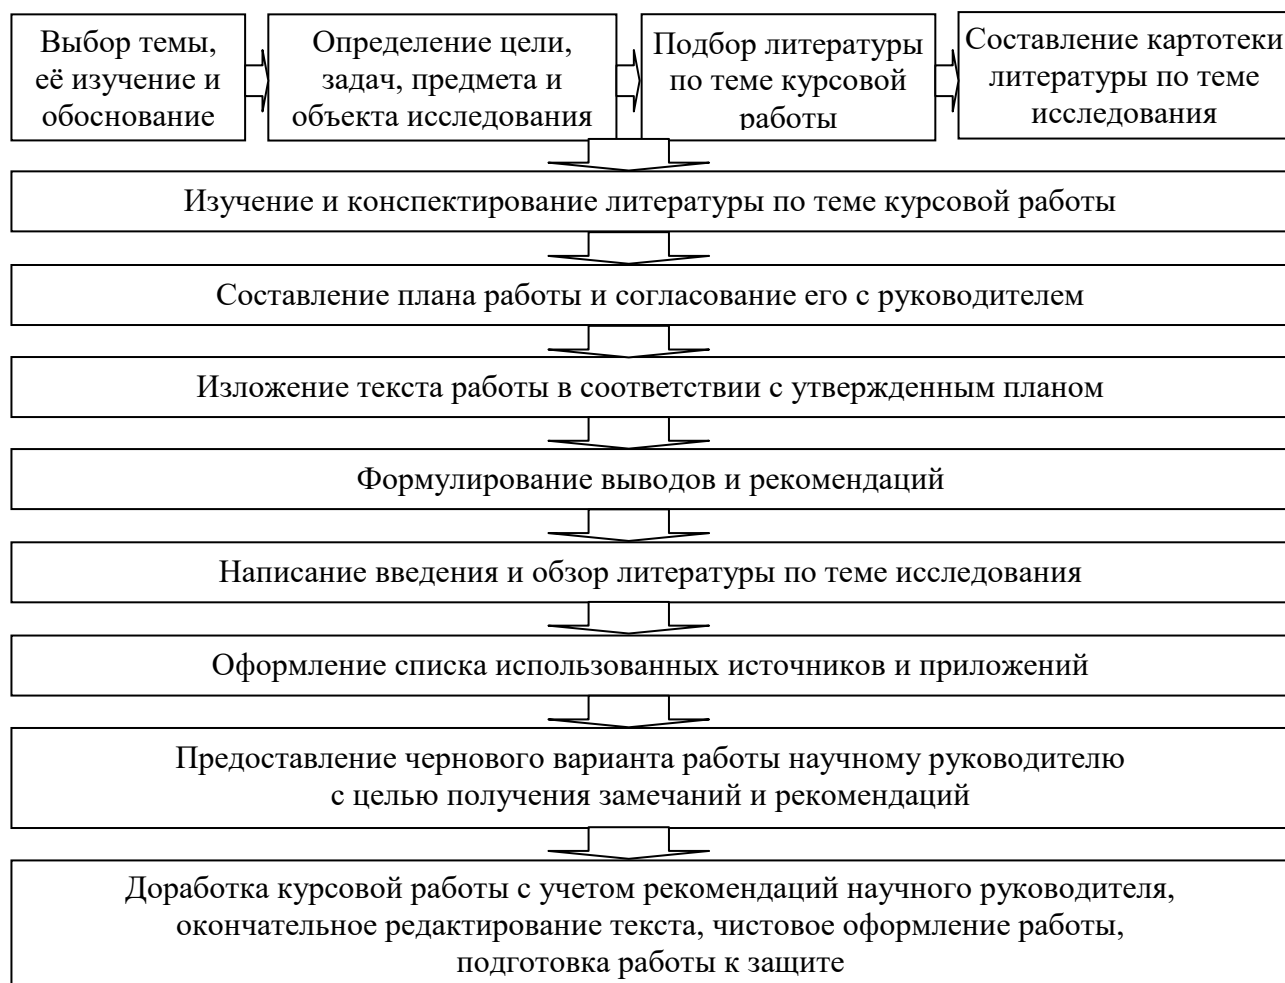 Выбор темы,
её изучение и
обоснование
Определение цели,
задач, предмета и
объекта исследования
Подбор литературы
по теме курсовой
работы
Составление картотеки
литературы по теме
исследования
Изучение и конспектирование литературы по теме курсовой работы
Составление плана работы и согласование его с руководителем
Изложение текста работы в соответствии с утвержденным планом
Формулирование выводов и рекомендаций
Написание введения и обзор литературы по теме исследования
Оформление списка использованных источников и приложений
Предоставление чернового варианта работы научному руководителю
с целью получения замечаний и рекомендаций
Доработка курсовой работы с учетом рекомендаций научного руководителя,
окончательное редактирование текста, чистовое оформление работы,
подготовка работы к защите